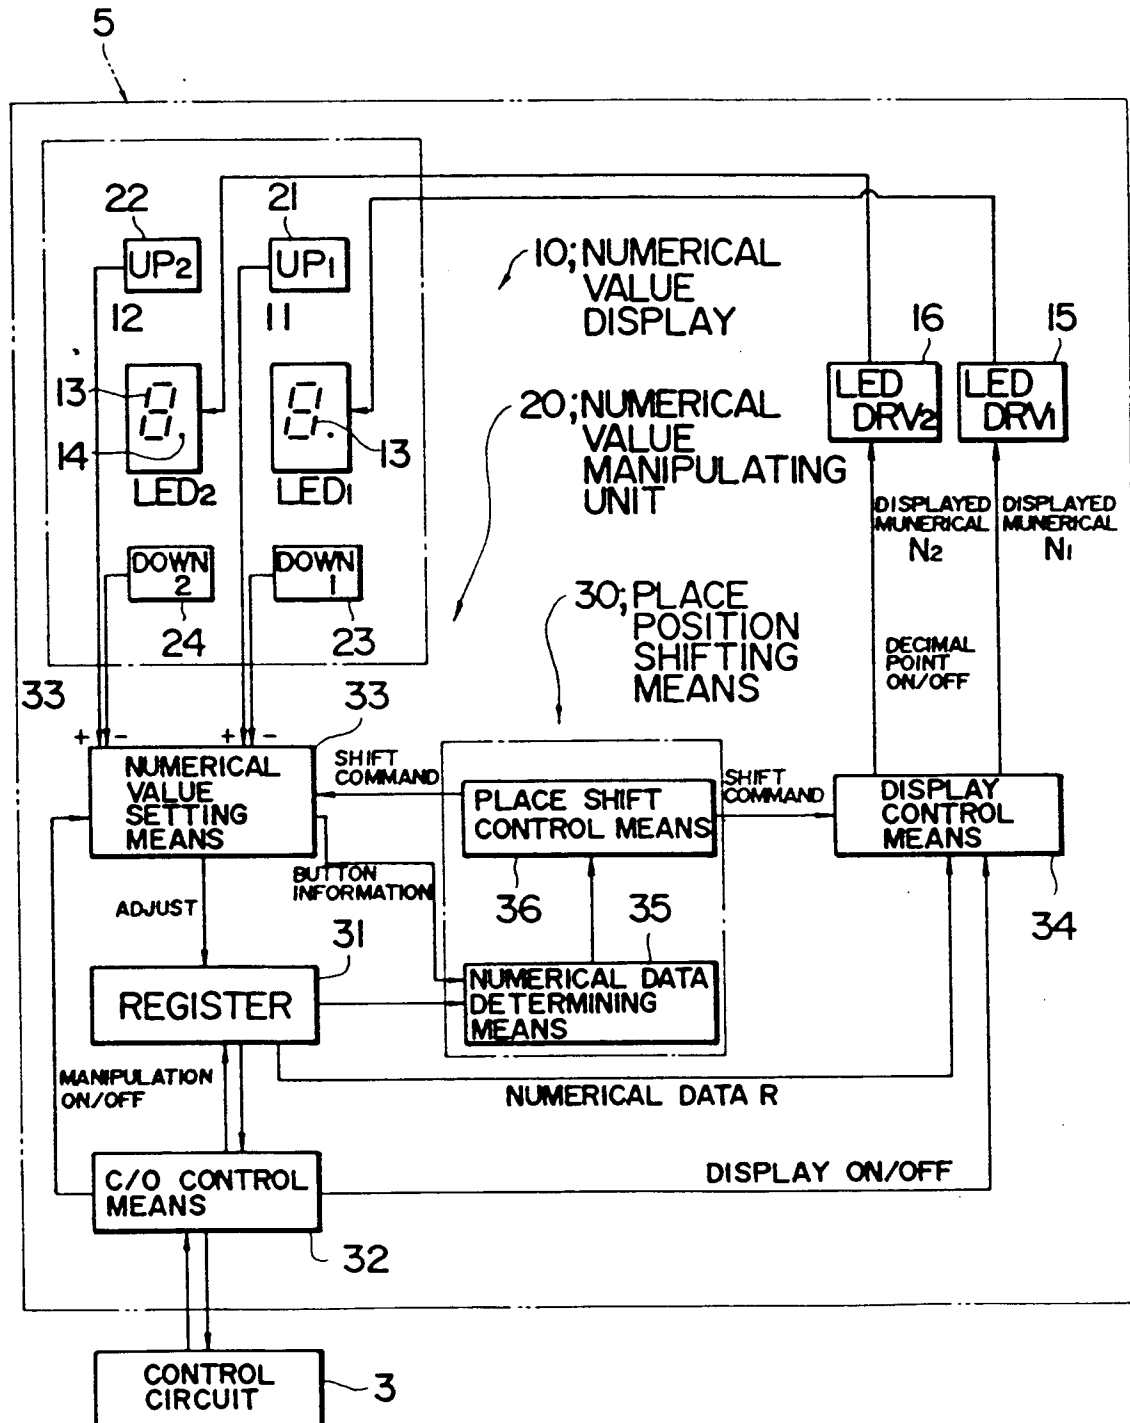 5
22
21
UP2
UP1
10;NUMERICAL
VALUE
DISPLAY
12
11
16
15
LED
DRV2
LED
DRV1
13
14
13
LED2
LED1
20;NUMERICAL
VALUE
MANIPULATING
UNIT
DISPLAYED
MUNERICAL
N2
DISPLAYED
MUNERICAL
N1
DOWN
2
DOWN
1
24
23
30;PLACE
POSITION
SHIFTING
MEANS
DECIMAL
POINT
ON/OFF
33
33
+ -
+ -
NUMERICAL
VALUE
SETTING
MEANS
SHIFT
COMMAND
PLACE SHIFT
CONTROL MEANS
SHIFT
COMMAND
DISPLAY
CONTROL
MEANS
BUTTON
INFORMATION
ADJUST
36
35
34
31
REGISTER
NUMERICAL DATA
DETERMINING
MEANS
MANIPULATION
ON/OFF
NUMERICAL DATA R
C/O CONTROL
MEANS
DISPLAY ON/OFF
32
CONTROL
CIRCUIT
3